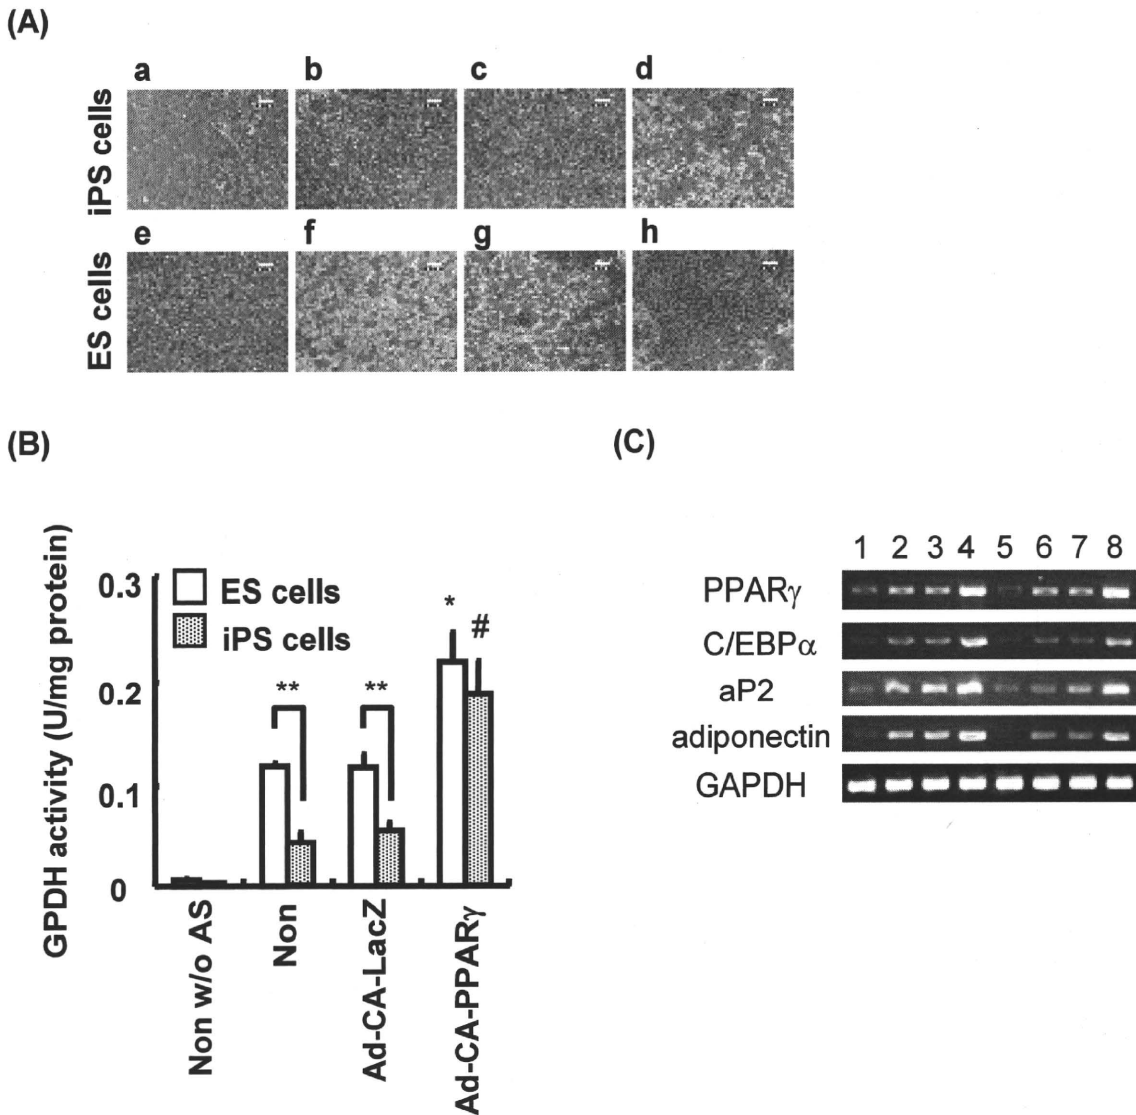 (A)
a b c d
iPS cells
e f g h
ES cells
(B)
GPDH activity (U/mg protein)
0.3
0.2
0.1
0
ES cells
iPS cells
** ** * #
Non w/o AS
Non
Ad-CA-LacZ
Ad-CA-PPARγ
(C)
1 2 3 4 5 6 7 8
PPARγ
C/EBPα
aP2
adiponectin
GAPDH